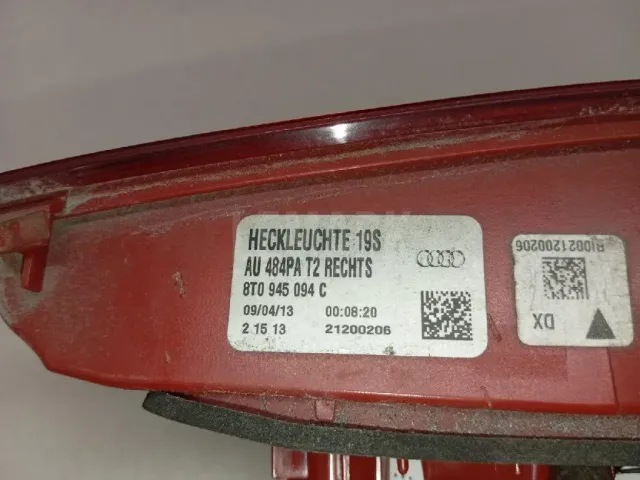 HECKLEUCHTE 19S
AU 484PA T2 RECHTS
8T0 945 094 C
09/04/13 00:08:20
2 15 13 21200206
RI0021200206
DX